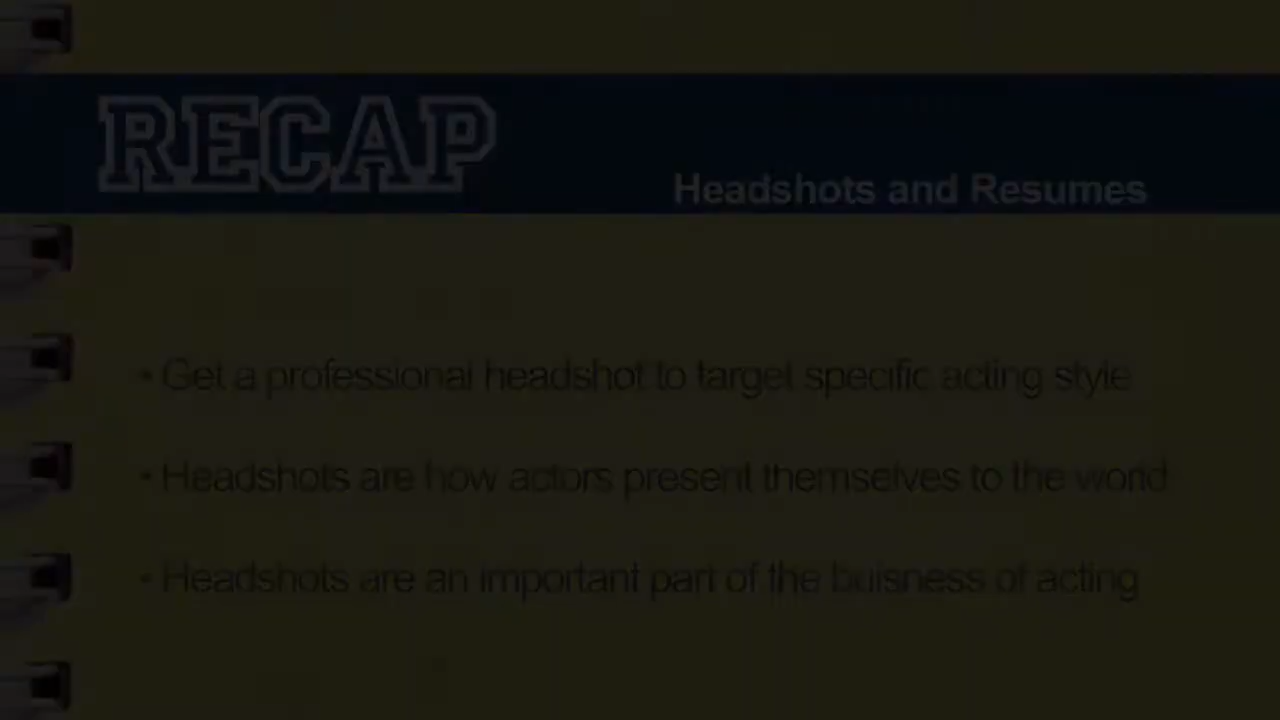 RECAP
Headshots and Resumes
• Get a professional headshot to target specific acting style
• Headshots are how actors present themselves to the world
• Headshots are an important part of the buisness of acting